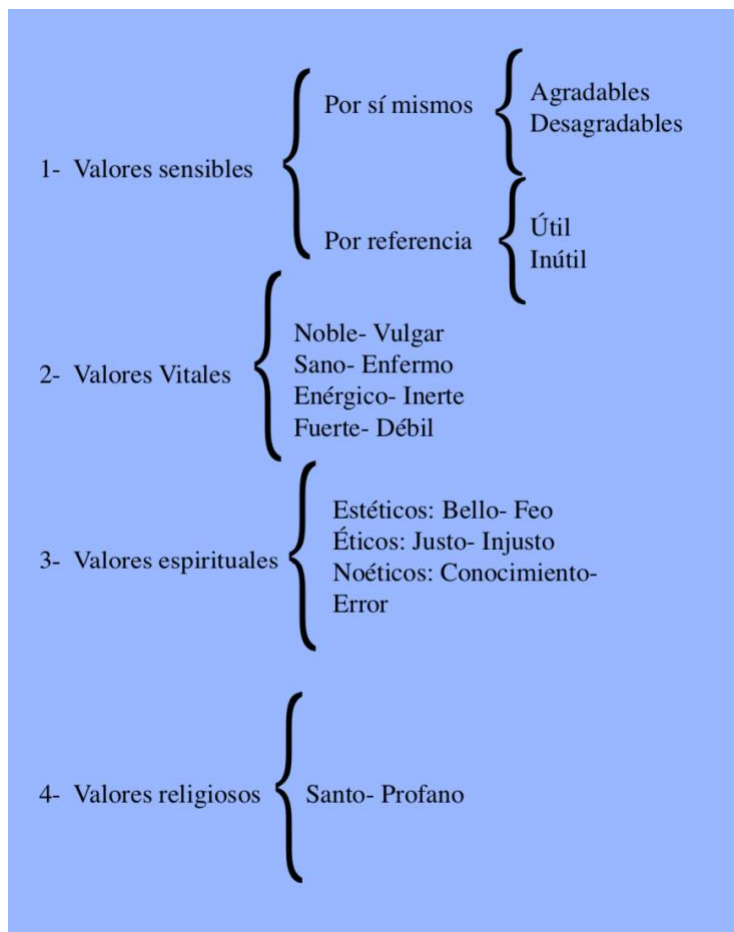 1- Valores sensibles
Por sí mismos
Agradables
Desagradables
Por referencia
Útil
Inútil
2- Valores Vitales
Noble- Vulgar
Sano- Enfermo
Enérgico- Inerte
Fuerte- Débil
3- Valores espirituales
Estéticos: Bello- Feo
Éticos: Justo- Injusto
Noéticos: Conocimiento-
Error
4- Valores religiosos
Santo- Profano